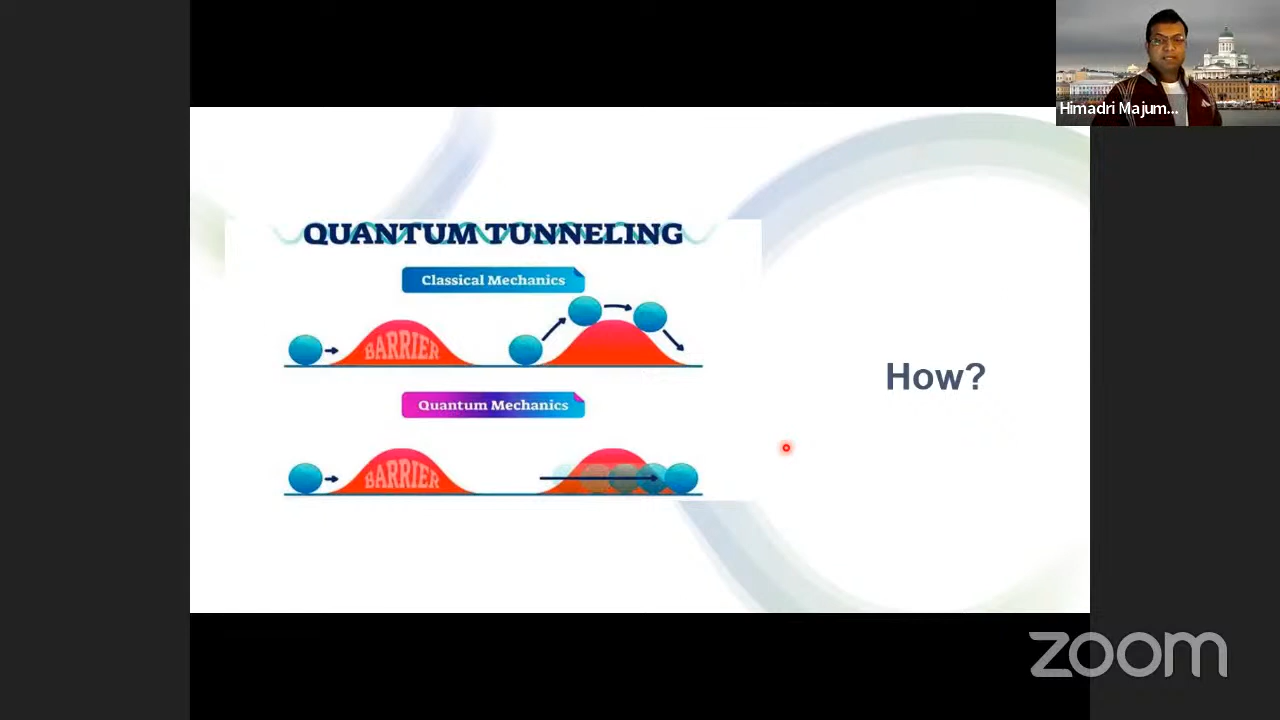 Himadri Majum...
QUANTUM TUNNELING
Classical Mechanics
BARRIER
Quantum Mechanics
BARRIER
How?
zoom